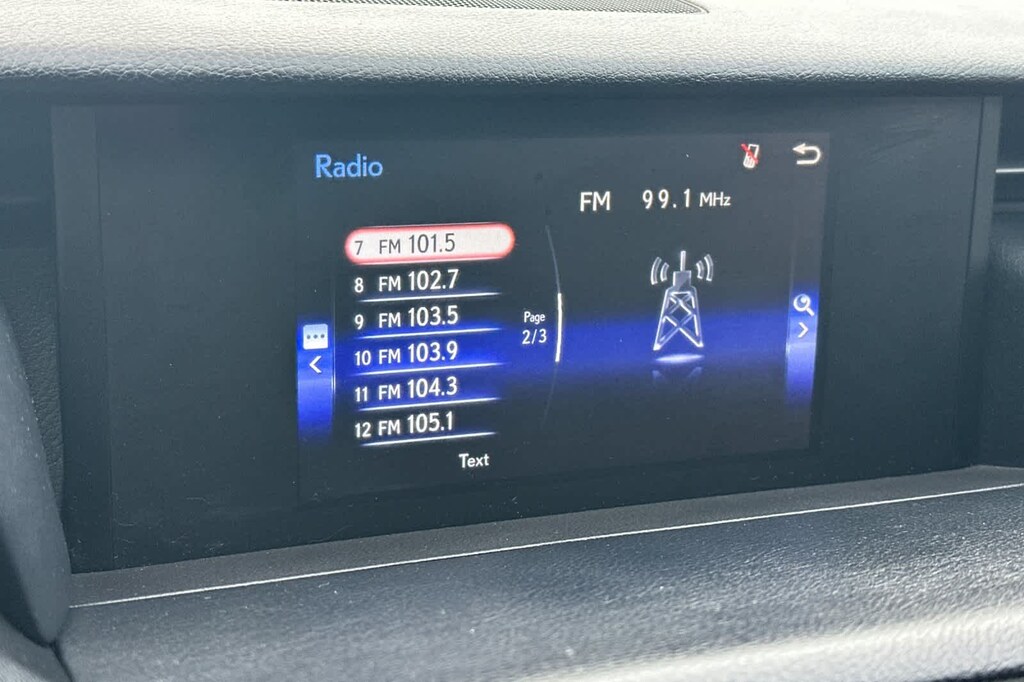 Radio
FM 99.1 MHz
7 FM 101.5
8 FM 102.7
9 FM 103.5
10 FM 103.9
11 FM 104.3
12 FM 105.1
Page
2/3
Text